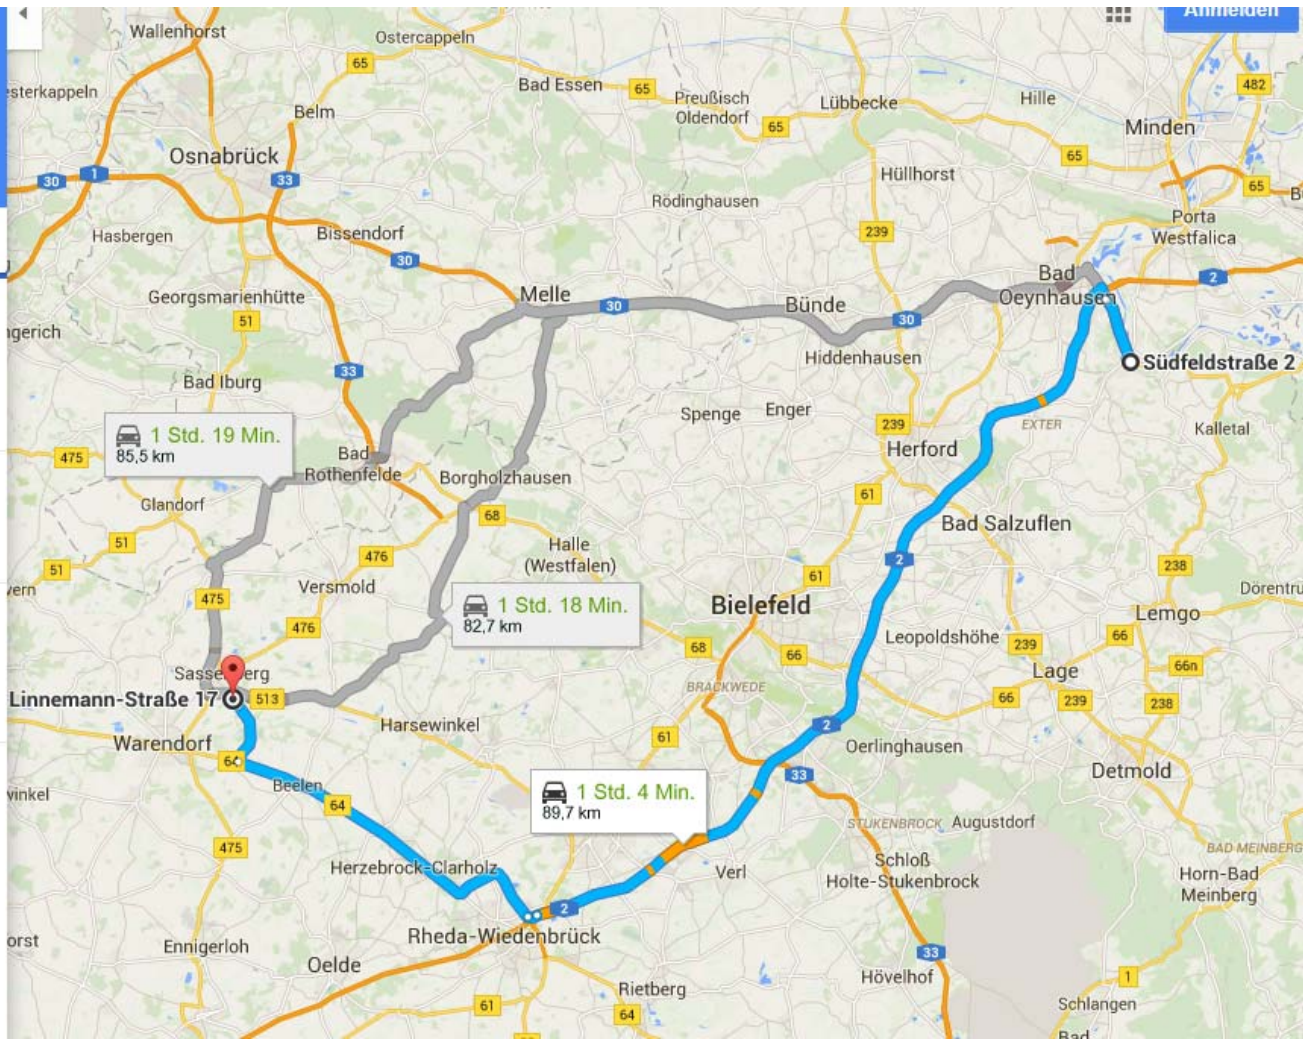 Anmelden
Wallenhorst
Ostercappeln
65
Bad Essen
65
482
esterkappeln
Preußisch
Oldendorf
Lübbecke
Hille
Belm
65
Minden
Osnabrück
65
30
1
33
Hüllhorst
65
Rödinghausen
Hasbergen
Bissendorf
239
Porta
Westfalica
30
2
Bad
Oeynhausen
Georgsmarienhütte
Melle
30
Bünde
51
30
ngerich
Hiddenhausen
Südfeldstraße 2
33
Bad Iburg
Spenge
Enger
239
EXTER
Kalletal
1 Std. 19 Min.
85,5 km
475
Bad
Rothenfelde
Herford
Borgholzhausen
61
Glandorf
68
Bad Salzuflen
51
Halle
(Westfalen)
476
2
51
238
Versmold
61
Dörentru
475
1 Std. 18 Min.
82,7 km
Bielefeld
Lemgo
476
Leopoldshöhe
66
239
68
66
66n
Sassenberg
Lage
BRACKWEDE
Linnemann-Straße 17
513
66
239
238
Harsewinkel
2
Warendorf
61
Oerlinghausen
64
Detmold
33
Beelen
winkel
64
1 Std. 4 Min.
89,7 km
STUKENBROCK
Augustdorf
475
BAD MEINBERG
Herzebrock-Clarholz
Verl
Schloß
Holte-Stukenbrock
Horn-Bad
Meinberg
2
orst
Rheda-Wiedenbrück
Ennigerloh
33
Oelde
Hövelhof
1
Rietberg
61
64
Schlangen
Bad